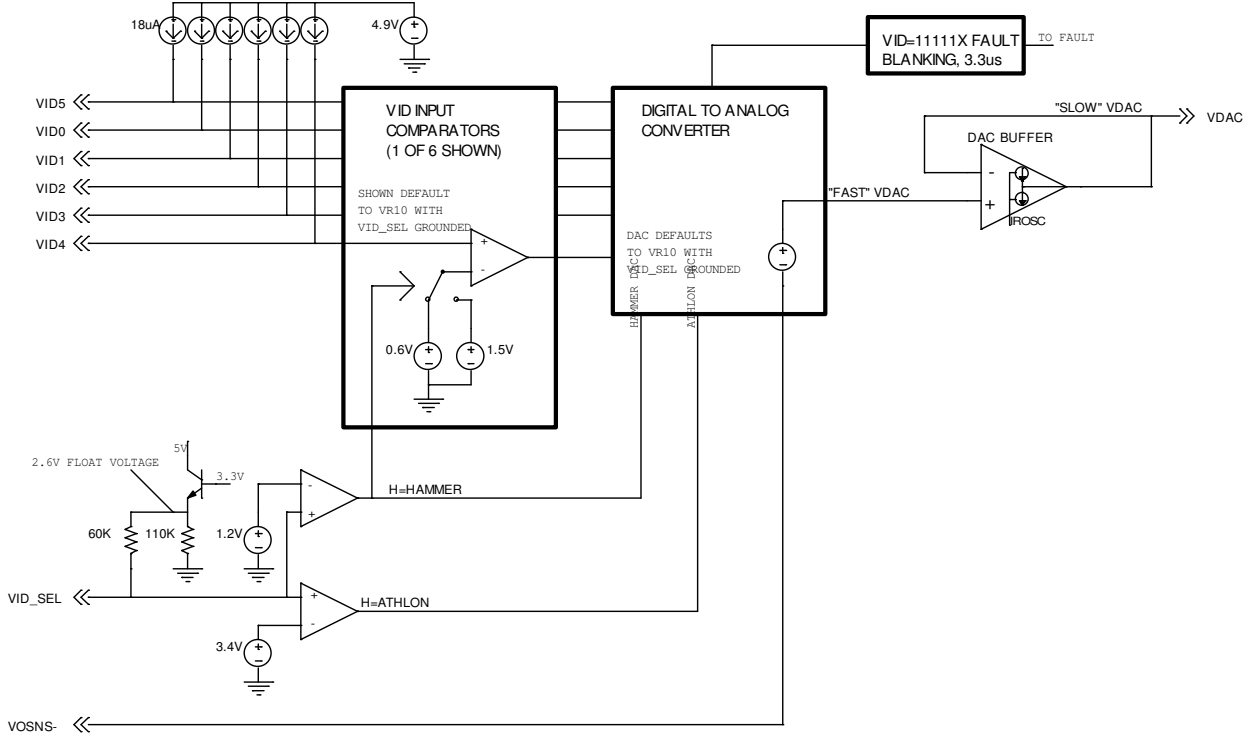 18uA
4.9V
VID=11111X FAULT
BLANKING, 3.3us
TO FAULT
VID5
VID0
VID1
VID2
VID3
VID4
VID INPUT
COMPARATORS
(1 OF 6 SHOWN)
SHOWN DEFAULT
TO VR10 WITH
VID_SEL GROUNDED
+
-
0.6V
+
-
1.5V
+
-
DIGITAL TO ANALOG
CONVERTER
DAC DEFAULTS
TO VR10 WITH
VID_SEL GROUNDED
HAMMER DAC
ATHLON DAC
+
-
"FAST" VDAC
"SLOW" VDAC
VDAC
DAC BUFFER
-
+
IROSC
5V
2.6V FLOAT VOLTAGE
3.3V
60K
110K
1.2V
+
-
-
+
H=HAMMER
VID_SEL
+
-
H=ATHLON
3.4V
+
-
VOSNS-